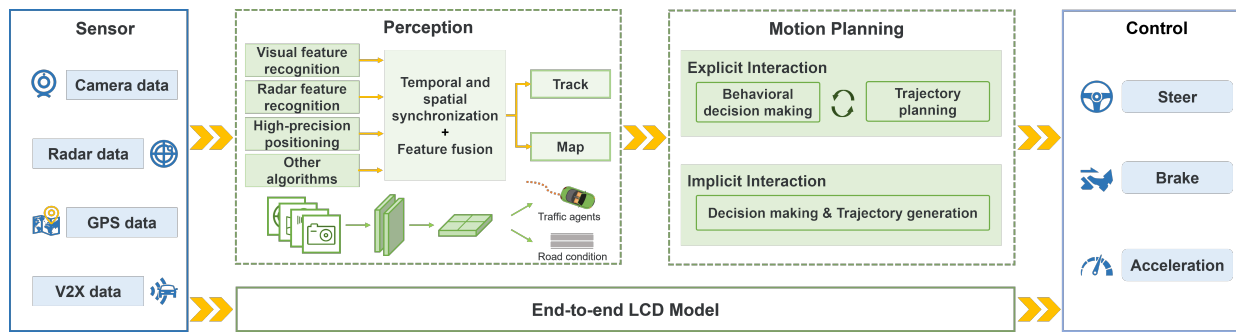 Sensor
Camera data
Radar data
GPS data
V2X data
Perception
Visual feature
recognition
Radar feature
recognition
High-precision
positioning
Other
algorithms
Temporal and
spatial
synchronization
+
Feature fusion
Track
Map
Traffic agents
Road condition
Motion Planning
Explicit Interaction
Behavioral
decision making
Trajectory
planning
Implicit Interaction
Decision making & Trajectory generation
Control
Steer
Brake
Acceleration
End-to-end LCD Model